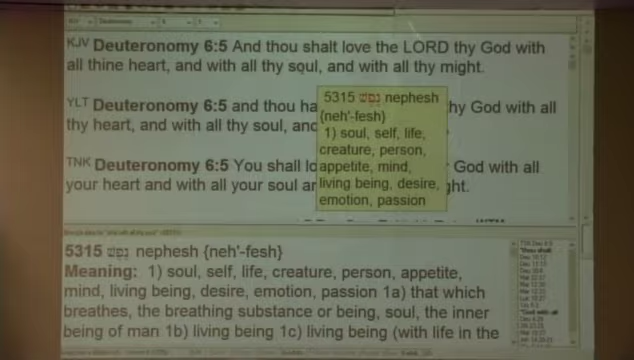 KJV Deuteronomy 6:5 And thou shalt love the LORD thy God with
all thine heart, and with all thy soul, and with all thy might.
YLT Deuteronomy 6:5 and thou ha hy God with
thy heart, and with all thy soul, and
TNK Deuteronomy 6:5 You shall lo God with all
your heart and with all your soul an ght.
5315 נֶפֶשׁ nephesh
{neh'-fesh}
1) soul, self, life,
creature, person,
appetite, mind,
living being, desire,
emotion, passion
5315 נֶפֶשׁ nephesh {neh'-fesh}
Meaning: 1) soul, self, life, creature, person, appetite,
mind, living being, desire, emotion, passion 1a) that which
breathes, the breathing substance or being, soul, the inner
being of man 1b) living being 1c) living being (with life in the